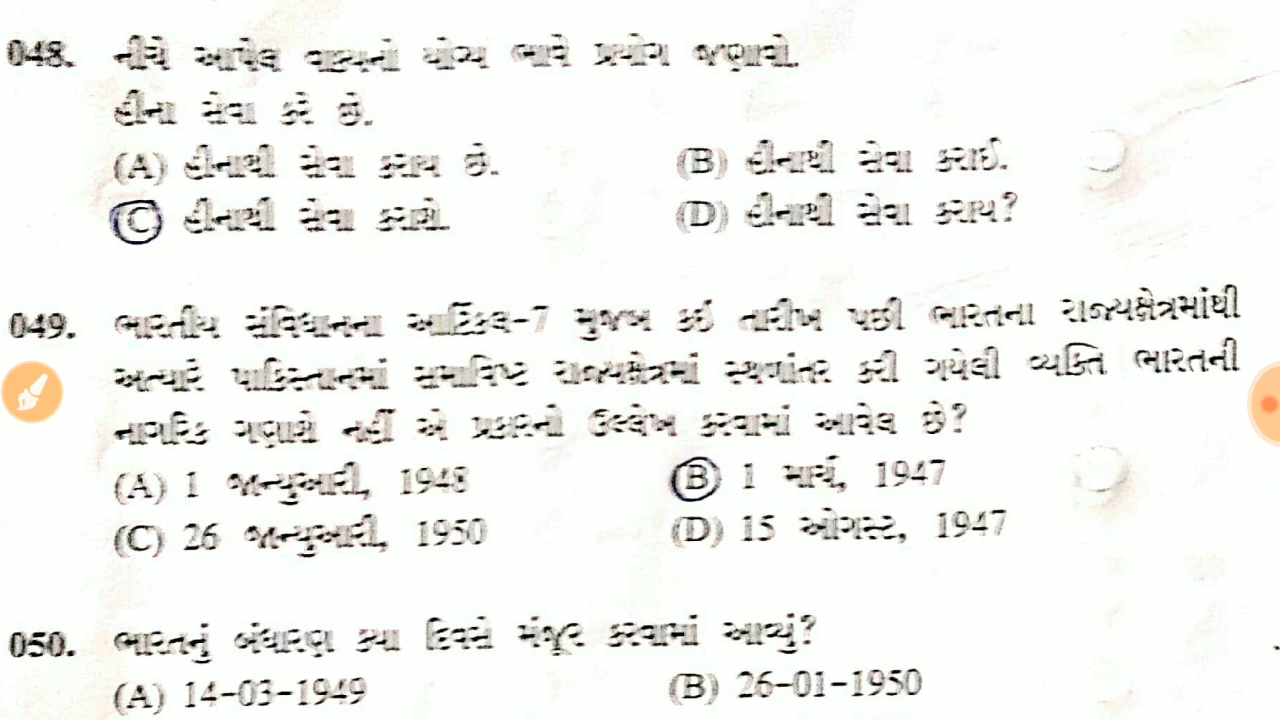 048. નીચે આપેલ વાક્યનો યોગ્ય ભાવે પ્રયોગ જણાવો.
હીના સેવા કરે છે.
(A) હીનાથી સેવા કરાય છે. (B) હીનાથી સેવા કરાઈ.
(C) હીનાથી સેવા કરાશે. (D) હીનાથી સેવા કરાય?
049. ભારતીય સંવિધાનના આર્ટિકલ-7 મુજબ કઈ તારીખ પછી ભારતના રાજ્યક્ષેત્રમાંથી
અત્યારે પાકિસ્તાનમાં સમાવિષ્ટ રાજ્યક્ષેત્રમાં સ્થળાંતર કરી ગયેલી વ્યક્તિ ભારતની
નાગરિક ગણાશે નહીં એ પ્રકારનો ઉલ્લેખ કરવામાં આવેલ છે?
(A) 1 જાન્યુઆરી, 1948 (B) 1 માર્ચ, 1947
(C) 26 જાન્યુઆરી, 1950 (D) 15 ઓગસ્ટ, 1947
050. ભારતનું બંધારણ ક્યા દિવસે મંજૂર કરવામાં આવ્યું?
(A) 14-03-1949 (B) 26-01-1950